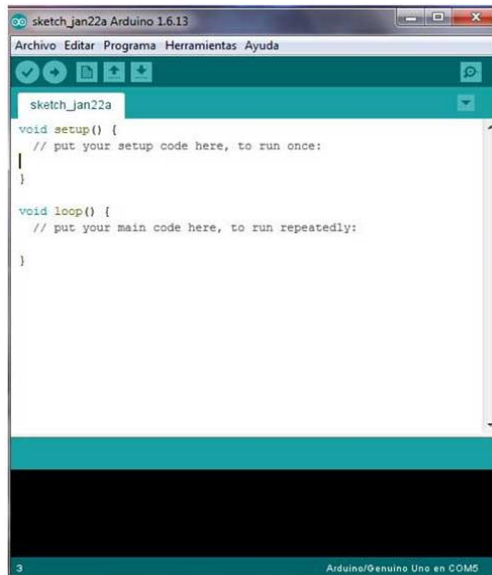 sketch_jan22a Arduino 1.6.13
Archivo Editar Programa Herramientas Ayuda
sketch_jan22a
void setup() {
  // put your setup code here, to run once:

}

void loop() {
  // put your main code here, to run repeatedly:

}
3 Arduino/Genuino Uno en COM5